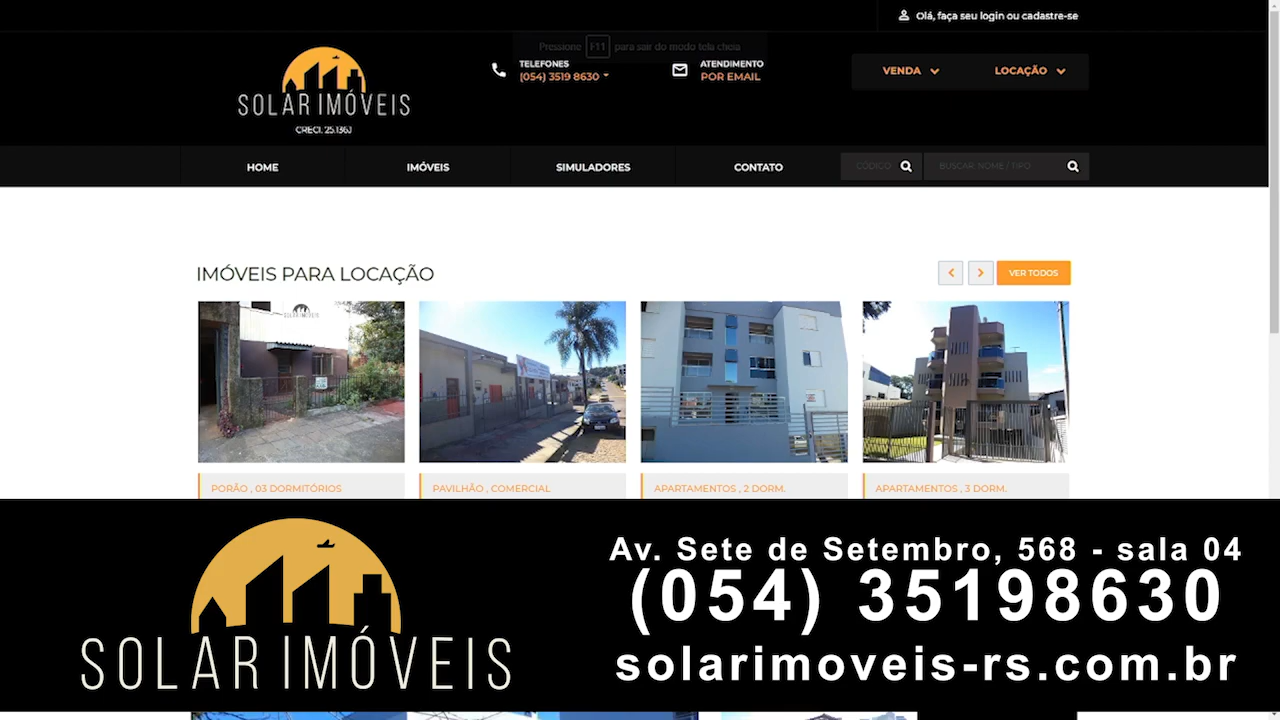 Olá, faça seu login ou cadastre-se
Pressione F11 para sair do modo tela cheia
SOLAR IMÓVEIS
CRECI. 25.136J
TELEFONES
(054) 3519 8630
ATENDIMENTO
POR EMAIL
VENDA
LOCAÇÃO
HOME
IMÓVEIS
SIMULADORES
CONTATO
CÓDIGO
BUSCAR: NOME / TIPO
IMÓVEIS PARA LOCAÇÃO
VER TODOS
SOLAR IMÓVEIS
PORÃO , 03 DORMITÓRIOS
PAVILHÃO , COMERCIAL
APARTAMENTOS , 2 DORM.
APARTAMENTOS , 3 DORM.
SOLAR IMÓVEIS
Av. Sete de Setembro, 568 - sala 04
(054) 35198630
solarimoveis-rs.com.br